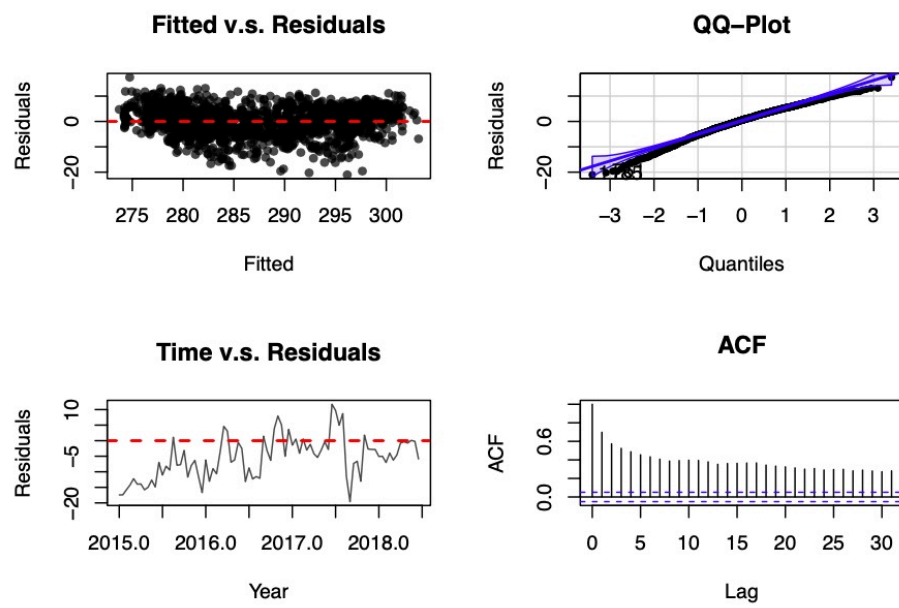 Fitted v.s. Residuals
Residuals
0
-20
275 280 285 290 295 300
Fitted
QQ-Plot
Residuals
0
-20
-3 -2 -1 0 1 2 3
Quantiles
Time v.s. Residuals
Residuals
10
-5
-20
2015.0 2016.0 2017.0 2018.0
Year
ACF
ACF
0.6
0.0
0 5 10 15 20 25 30
Lag